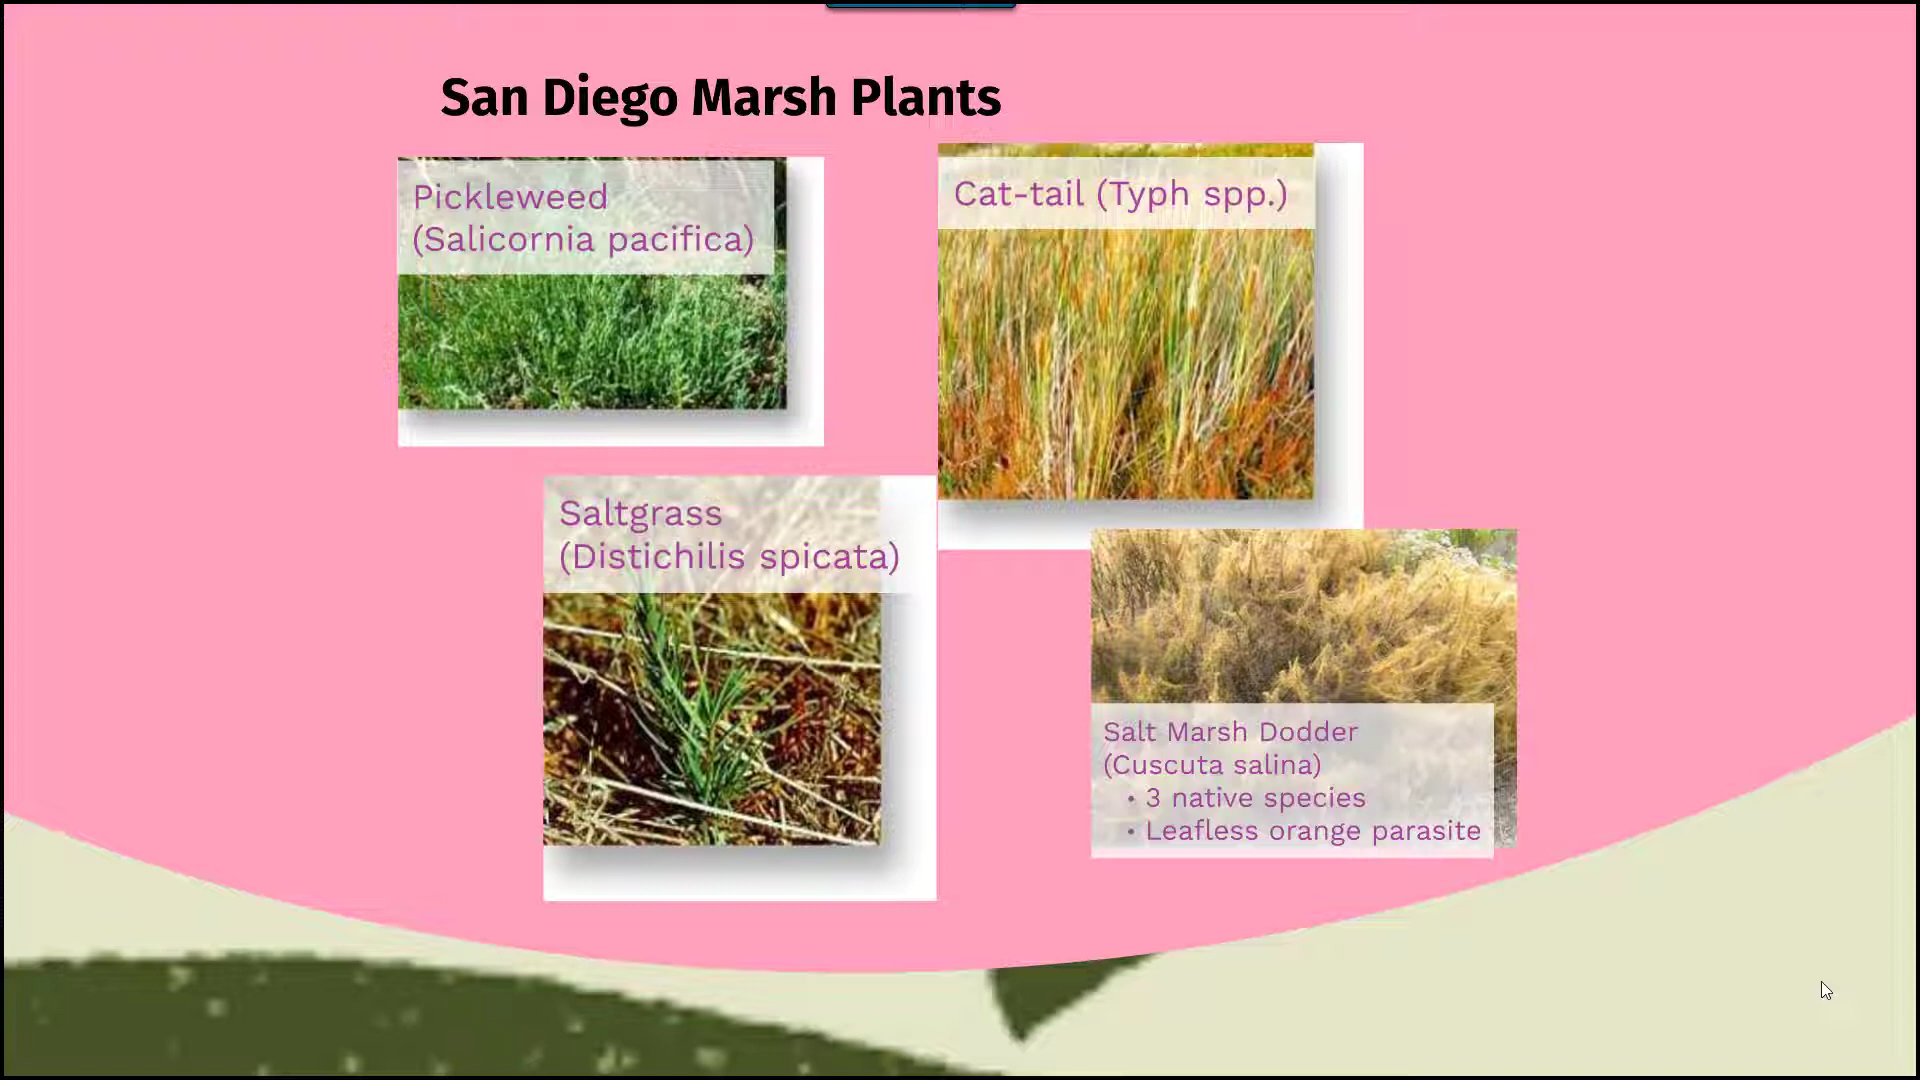 San Diego Marsh Plants
Pickleweed
(Salicornia pacifica)
Cat-tail (Typh spp.)
Saltgrass
(Distichilis spicata)
Salt Marsh Dodder
(Cuscuta salina)
• 3 native species
• Leafless orange parasite